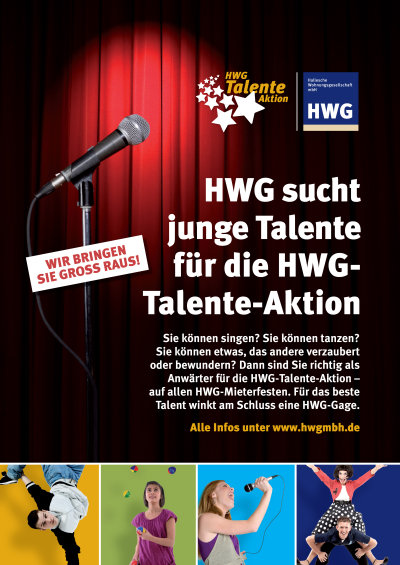 HWG
Talente
Aktion
Hallesche
Wohnungsgesellschaft
mbH
HWG
HWG sucht
junge Talente
für die HWG-
Talente-Aktion
WIR BRINGEN
SIE GROSS RAUS!
Sie können singen? Sie können tanzen?
Sie können etwas, das andere verzaubert
oder bewundern? Dann sind Sie richtig als
Anwärter für die HWG-Talente-Aktion –
auf allen HWG-Mieterfesten. Für das beste
Talent winkt am Schluss eine HWG-Gage.
Alle Infos unter www.hwgmbh.de